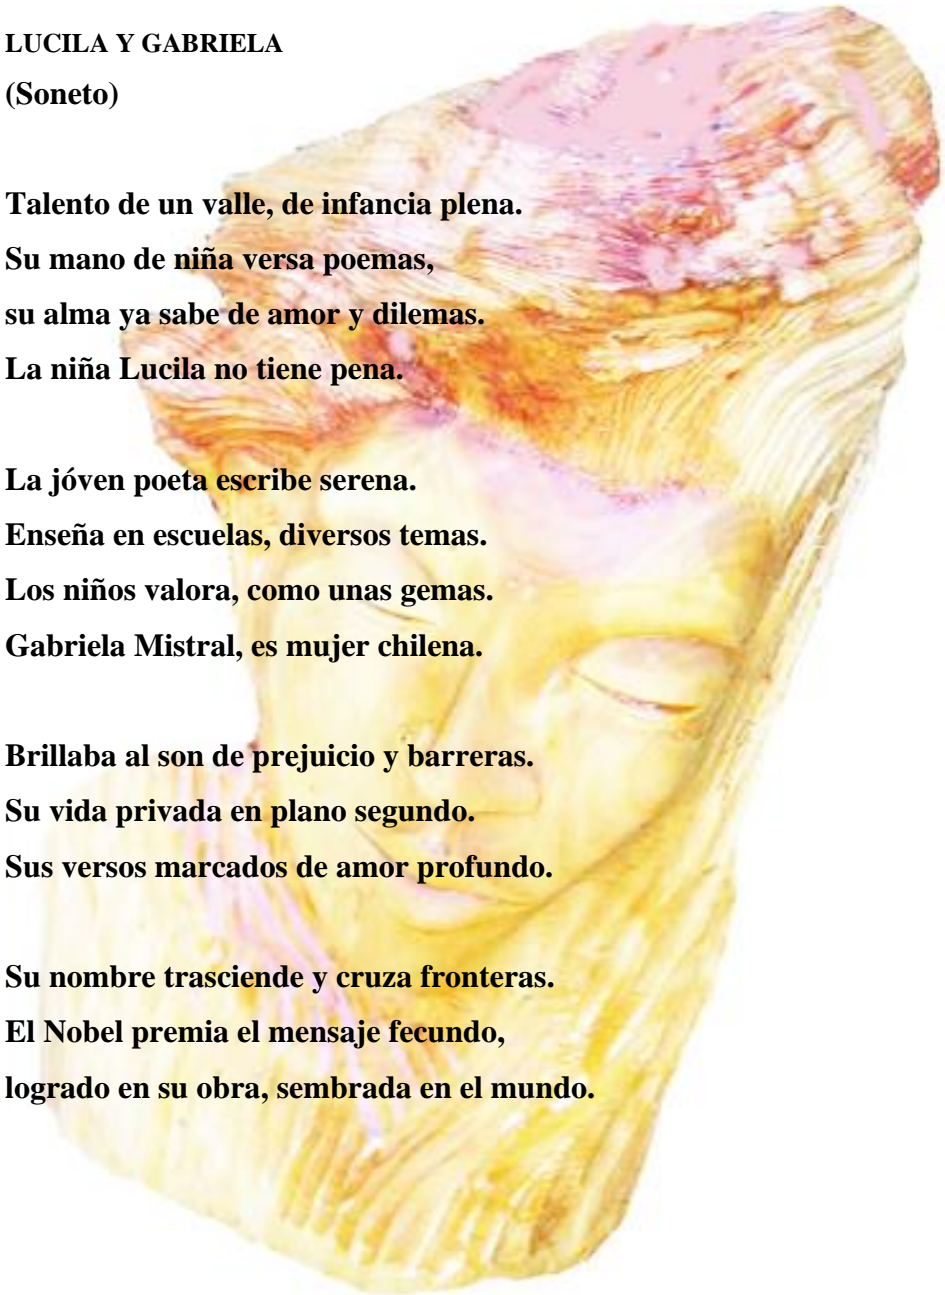 LUCILA Y GABRIELA
(Soneto)
Talento de un valle, de infancia plena.
Su mano de niña versa poemas,
su alma ya sabe de amor y dilemas.
La niña Lucila no tiene pena.
La jóven poeta escribe serena.
Enseña en escuelas, diversos temas.
Los niños valora, como unas gemas.
Gabriela Mistral, es mujer chilena.
Brillaba al son de prejuicio y barreras.
Su vida privada en plano segundo.
Sus versos marcados de amor profundo.
Su nombre trasciende y cruza fronteras.
El Nobel premia el mensaje fecundo,
logrado en su obra, sembrada en el mundo.